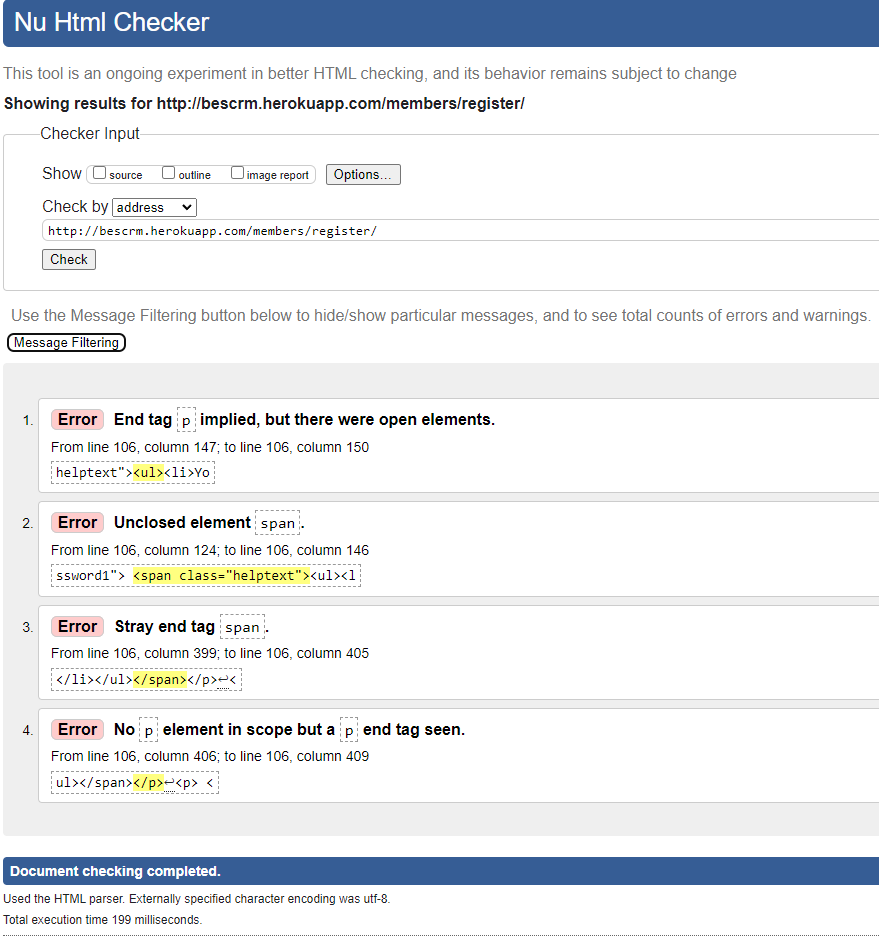 Nu Html Checker
This tool is an ongoing experiment in better HTML checking, and its behavior remains subject to change
Showing results for http://bescrm.herokuapp.com/members/register/
Checker Input
Show source outline image report Options...
Check by address
http://bescrm.herokuapp.com/members/register/
Check
Use the Message Filtering button below to hide/show particular messages, and to see total counts of errors and warnings.
Message Filtering
1. Error End tag p implied, but there were open elements.
From line 106, column 147; to line 106, column 150
helptext"><ul><li>Yo
2. Error Unclosed element span.
From line 106, column 124; to line 106, column 146
ssword1"> <span class="helptext"><ul><l
3. Error Stray end tag span.
From line 106, column 399; to line 106, column 405
</li></ul></span></p>↩<
4. Error No p element in scope but a p end tag seen.
From line 106, column 406; to line 106, column 409
ul></span></p>↩<p> <
Document checking completed.
Used the HTML parser. Externally specified character encoding was utf-8.
Total execution time 199 milliseconds.